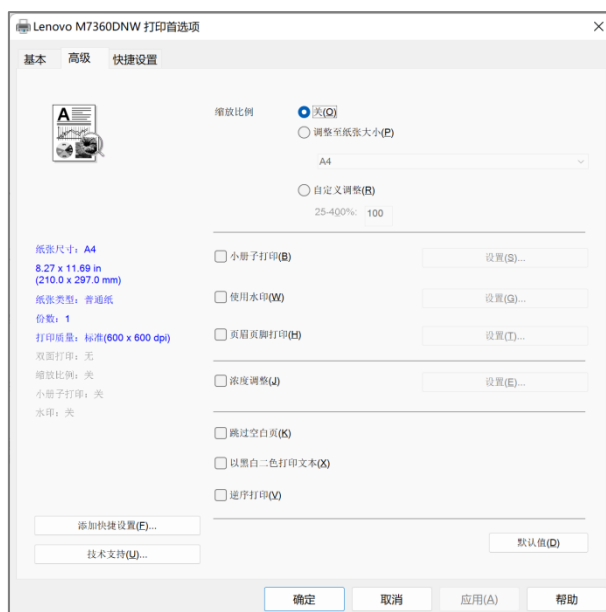 Lenovo M7360DNW 打印首选项
基本 高级 快捷设置
缩放比例 关(O)
调整至纸张大小(P)
A4
自定义调整(R)
25-400%: 100
纸张尺寸: A4
8.27 x 11.69 in
(210.0 x 297.0 mm)
纸张类型: 普通纸
份数: 1
打印质量: 标准(600 x 600 dpi)
双面打印: 无
缩放比例: 关
小册子打印: 关
水印: 关
小册子打印(B) 设置(S)...
使用水印(W) 设置(G)...
页眉页脚打印(H) 设置(T)...
浓度调整(J) 设置(E)...
跳过空白页(K)
以黑白二色打印文本(X)
逆序打印(V)
添加快捷设置(F)...
技术支持(U)...
默认值(D)
确定 取消 应用(A) 帮助